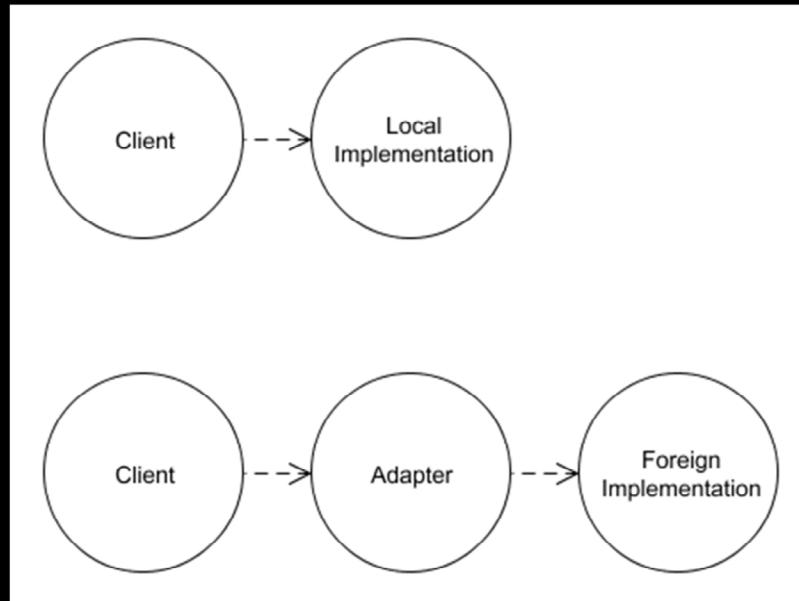 Client
Local
Implementation
Client
Adapter
Foreign
Implementation